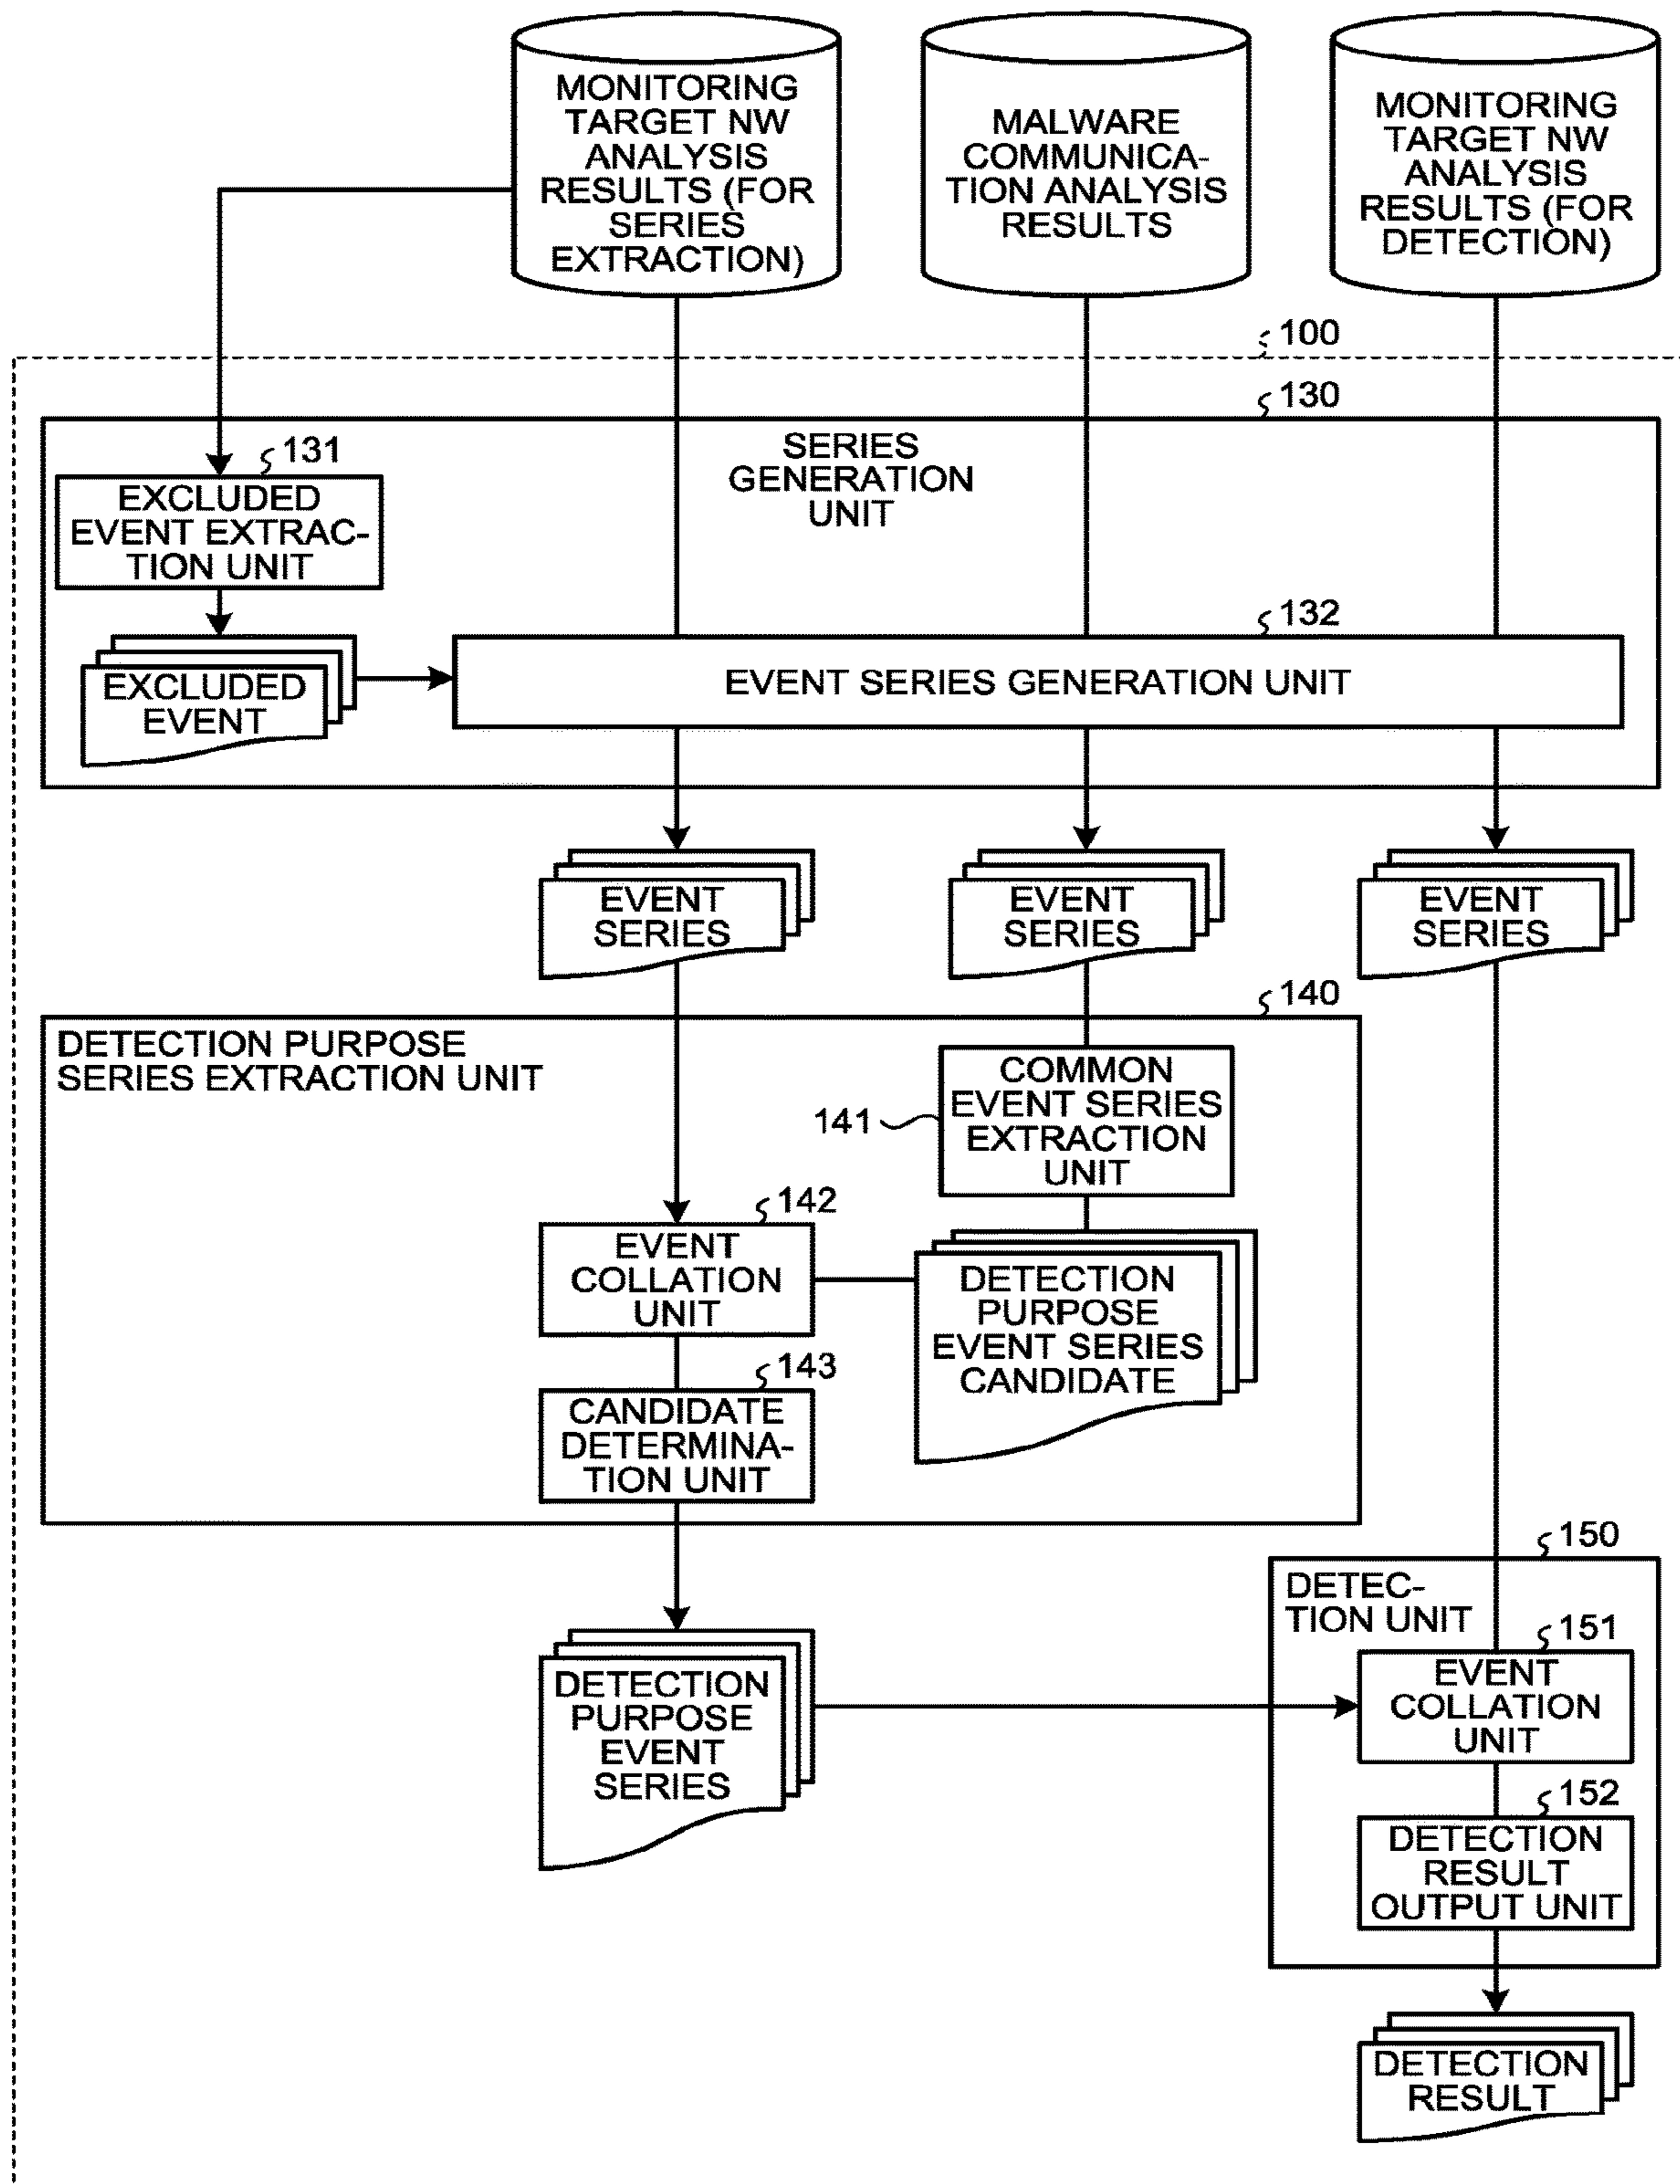 MONITORING
TARGET NW
ANALYSIS
RESULTS (FOR
SERIES
EXTRACTION)
MALWARE
COMMUNICA-
TION ANALYSIS
RESULTS
MONITORING
TARGET NW
ANALYSIS
RESULTS (FOR
DETECTION)
100
130
SERIES
GENERATION
UNIT
131
EXCLUDED
EVENT EXTRAC-
TION UNIT
132
EXCLUDED
EVENT
EVENT SERIES GENERATION UNIT
EVENT
SERIES
EVENT
SERIES
EVENT
SERIES
140
DETECTION PURPOSE
SERIES EXTRACTION UNIT
141
COMMON
EVENT SERIES
EXTRACTION
UNIT
142
EVENT
COLLATION
UNIT
DETECTION
PURPOSE
EVENT SERIES
CANDIDATE
143
CANDIDATE
DETERMINA-
TION UNIT
150
DETEC-
TION UNIT
151
EVENT
COLLATION
UNIT
DETECTION
PURPOSE
EVENT
SERIES
152
DETECTION
RESULT
OUTPUT UNIT
DETECTION
RESULT